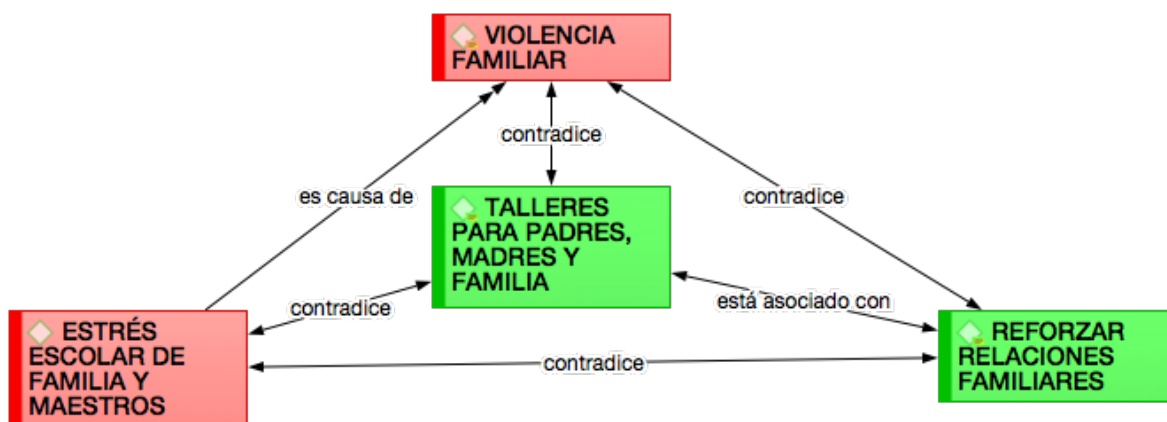 VIOLENCIA
FAMILIAR
contradice
es causa de
contradice
TALLERES
PARA PADRES,
MADRES Y
FAMILIA
contradice
está asociado con
ESTRÉS
ESCOLAR DE
FAMILIA Y
MAESTROS
contradice
REFORZAR
RELACIONES
FAMILIARES